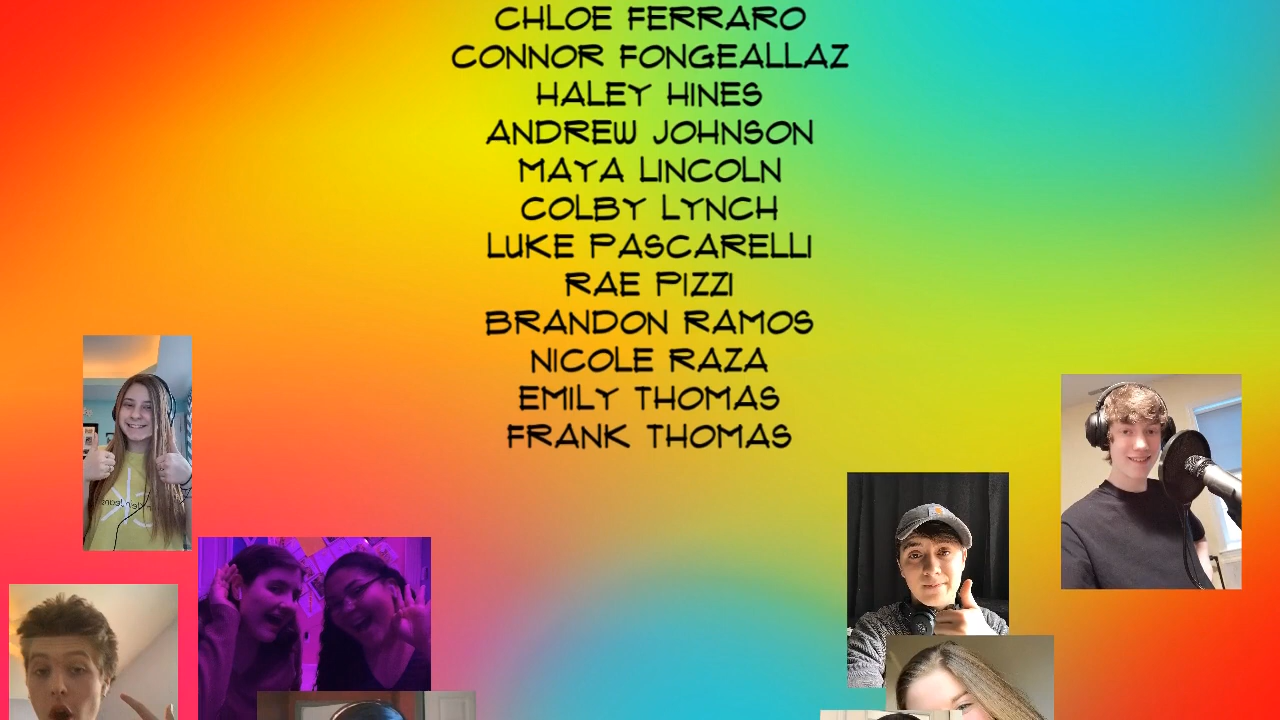 CHLOE FERRARO
CONNOR FONGEALLAZ
HALEY HINES
ANDREW JOHNSON
MAYA LINCOLN
COLBY LYNCH
LUKE PASCARELLI
RAE PIZZI
BRANDON RAMOS
NICOLE RAZA
EMILY THOMAS
FRANK THOMAS